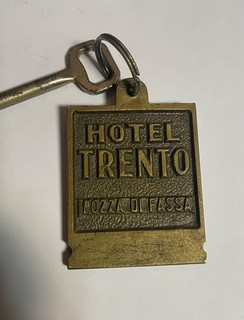 HOTEL
TRENTO
POZZA DI FASSA